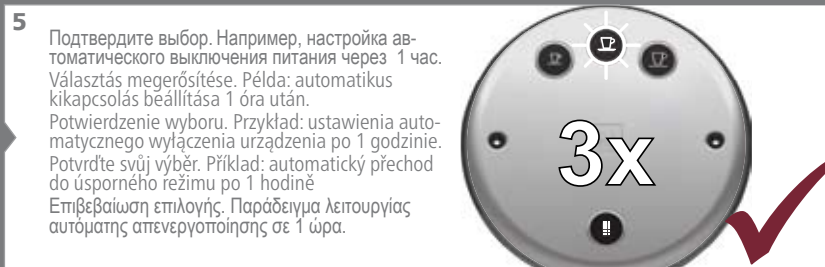 5
Подтвердите выбор. Например, настройка ав-
томатического выключения питания через 1 час.
Választás megerősítése. Példa: automatikus
kikapcsolás beállítása 1 óra után.
Potwierdzenie wyboru. Przykład: ustawienia auto-
matycznego wyłączenia urządzenia po 1 godzinie.
Potvrďte svůj výběr. Příklad: automatický přechod
do úsporného režimu po 1 hodině
Επιβεβαίωση επιλογής. Παράδειγμα λειτουργίας
αυτόματης απενεργοποίησης σε 1 ώρα.
3x